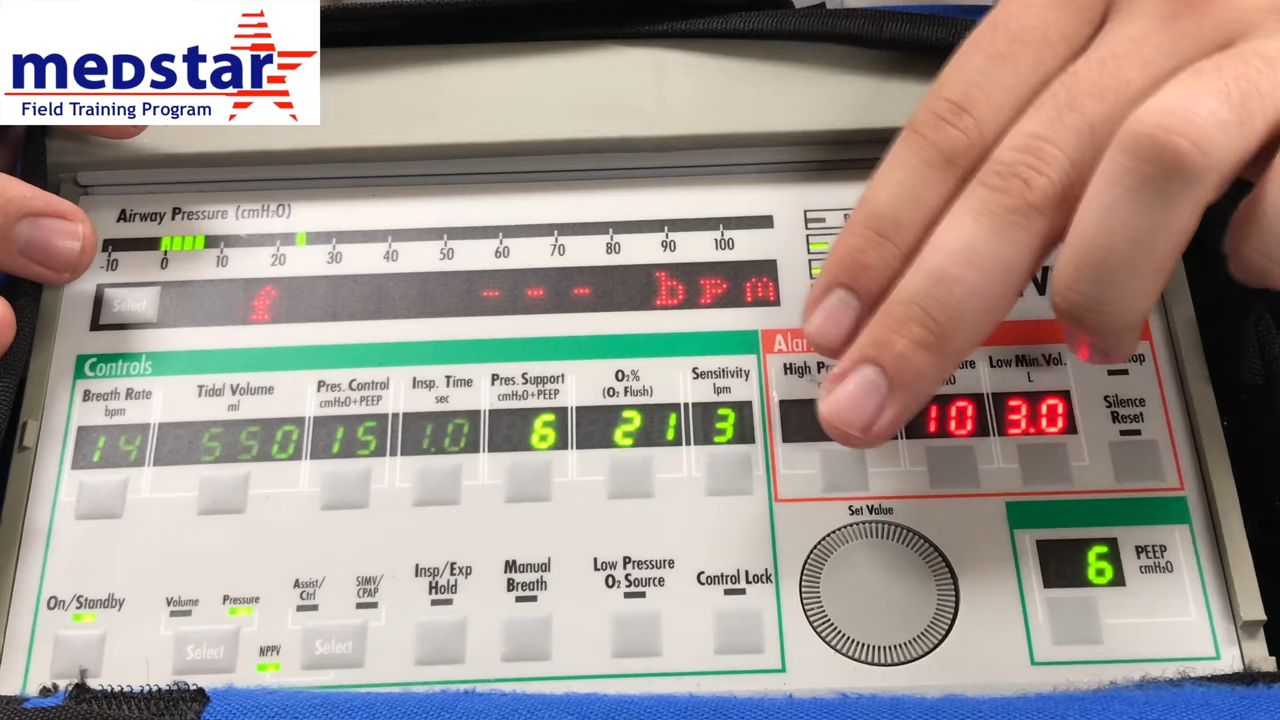 medstar
Field Training Program
Airway Pressure (cmH2O)
-10 0 10 20 30 40 50 60 70 80 90 100
Select f --- bpm
Controls
Breath Rate
bpm
14
Tidal Volume
ml
550
Pres. Control
cmH2O+PEEP
15
Insp. Time
sec
1.0
Pres. Support
cmH2O+PEEP
6
O2%
(O2 Flush)
21
Sensitivity
lpm
3
High
10
Low Min. Vol.
L
3.0
Silence
Reset
Set Value
PEEP
cmH2O
6
On/Standby
Volume
Pressure
Select
NPPV
Assist/
Ctrl
SIMV/
CPAP
Select
Insp/Exp
Hold
Manual
Breath
Low Pressure
O2 Source
Control Lock